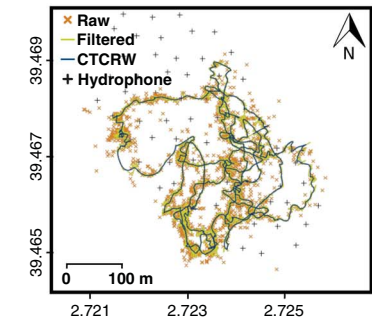 Raw
Filtered
CTCRW
Hydrophone
N
39.469
39.467
39.465
0 100 m
2.721 2.723 2.725